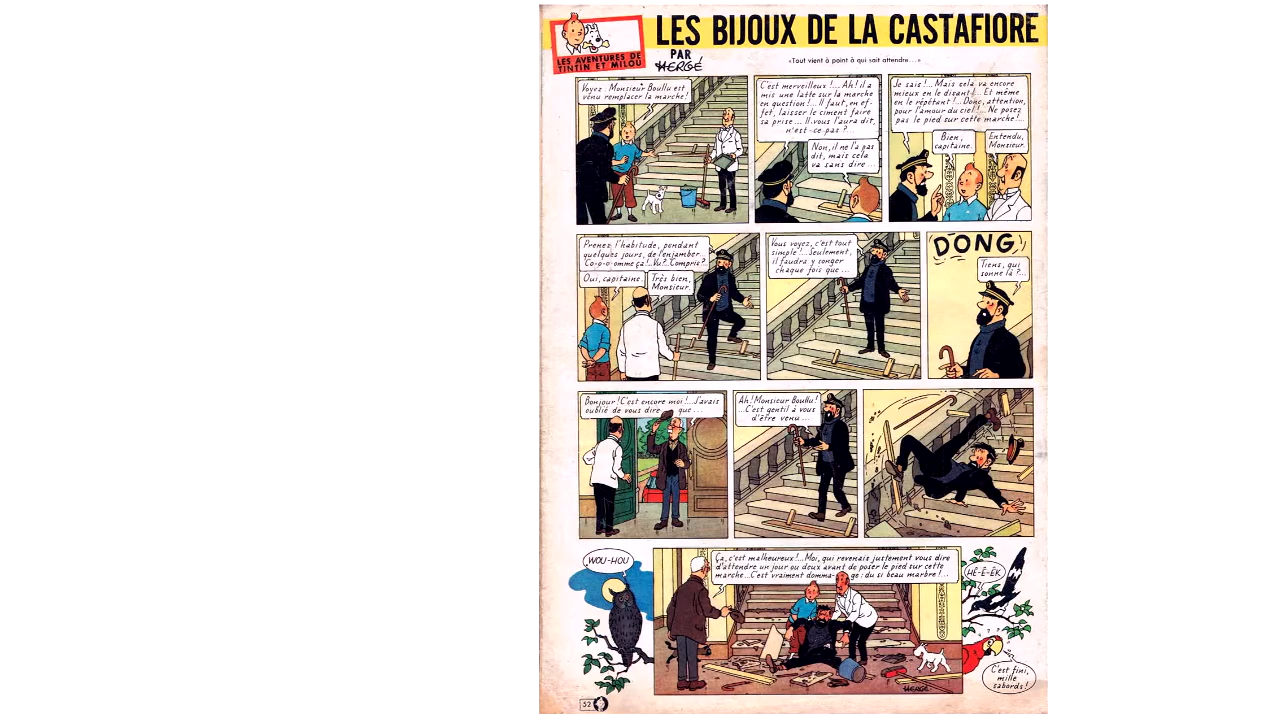 LES BIJOUX DE LA CASTAFIORE
LES AVENTURES DE
TINTIN ET MILOU
PAR
HERGÉ
«Tout vient à point à qui sait attendre...»
Voyez : Monsieur Boullu est
venu remplacer la marche!
C'est merveilleux!... Ah! il a
mis une latte sur la marche
en question!... Il faut, en ef-
fet, laisser le ciment faire
sa prise... Il vous l'aura dit,
n'est-ce pas?...
Non, il ne l'a pas
dit, mais cela
va sans dire...
Je sais!... Mais cela va encore
mieux en le disant!... Et même
en le répétant!... Donc, attention,
pour l'amour du ciel!... Ne posez
pas le pied sur cette marche!...
Bien,
capitaine.
Entendu,
Monsieur.
Prenez l'habitude, pendant
quelques jours, de l'enjamber.
Co-o-o-omme ça!..Vu?..Compris?
Oui, capitaine.
Très bien,
Monsieur.
Vous voyez, c'est tout
simple!...Seulement,
il faudra y songer
chaque fois que...
DONG
Tiens, qui
sonne là?...
Bonjour! C'est encore moi!...J'avais
oublié de vous dire que...
Ah! Monsieur Boullu!
...C'est gentil à vous
d'être venu...
WOU-HOU
Ça, c'est malheureux!...Moi, qui revenais justement vous dire
d'attendre un jour ou deux avant de poser le pied sur cette
marche...C'est vraiment domma-ge : du si beau marbre!...
HÊ-Ê-ÊK
? ? ?
C'est fini,
mille
sabords!
HERGÉ
52